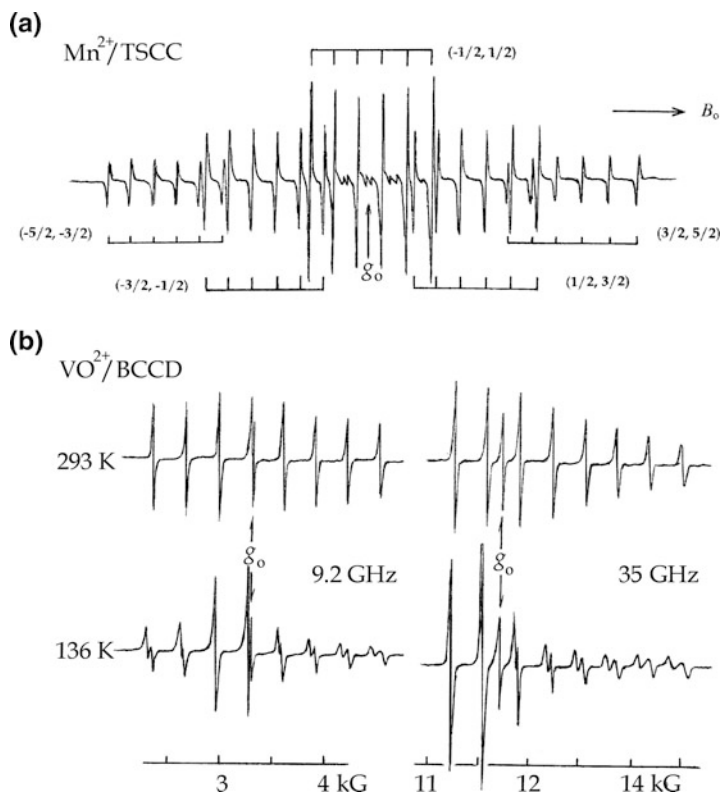 (a)
Mn²⁺/TSCC
(-1/2, 1/2)
Bₒ
(-5/2, -3/2)
(3/2, 5/2)
(-3/2, -1/2)
gₒ
(1/2, 3/2)
(b)
VO²⁺/BCCD
293 K
gₒ
9.2 GHz
gₒ
35 GHz
136 K
3 4 kG 11 12 14 kG